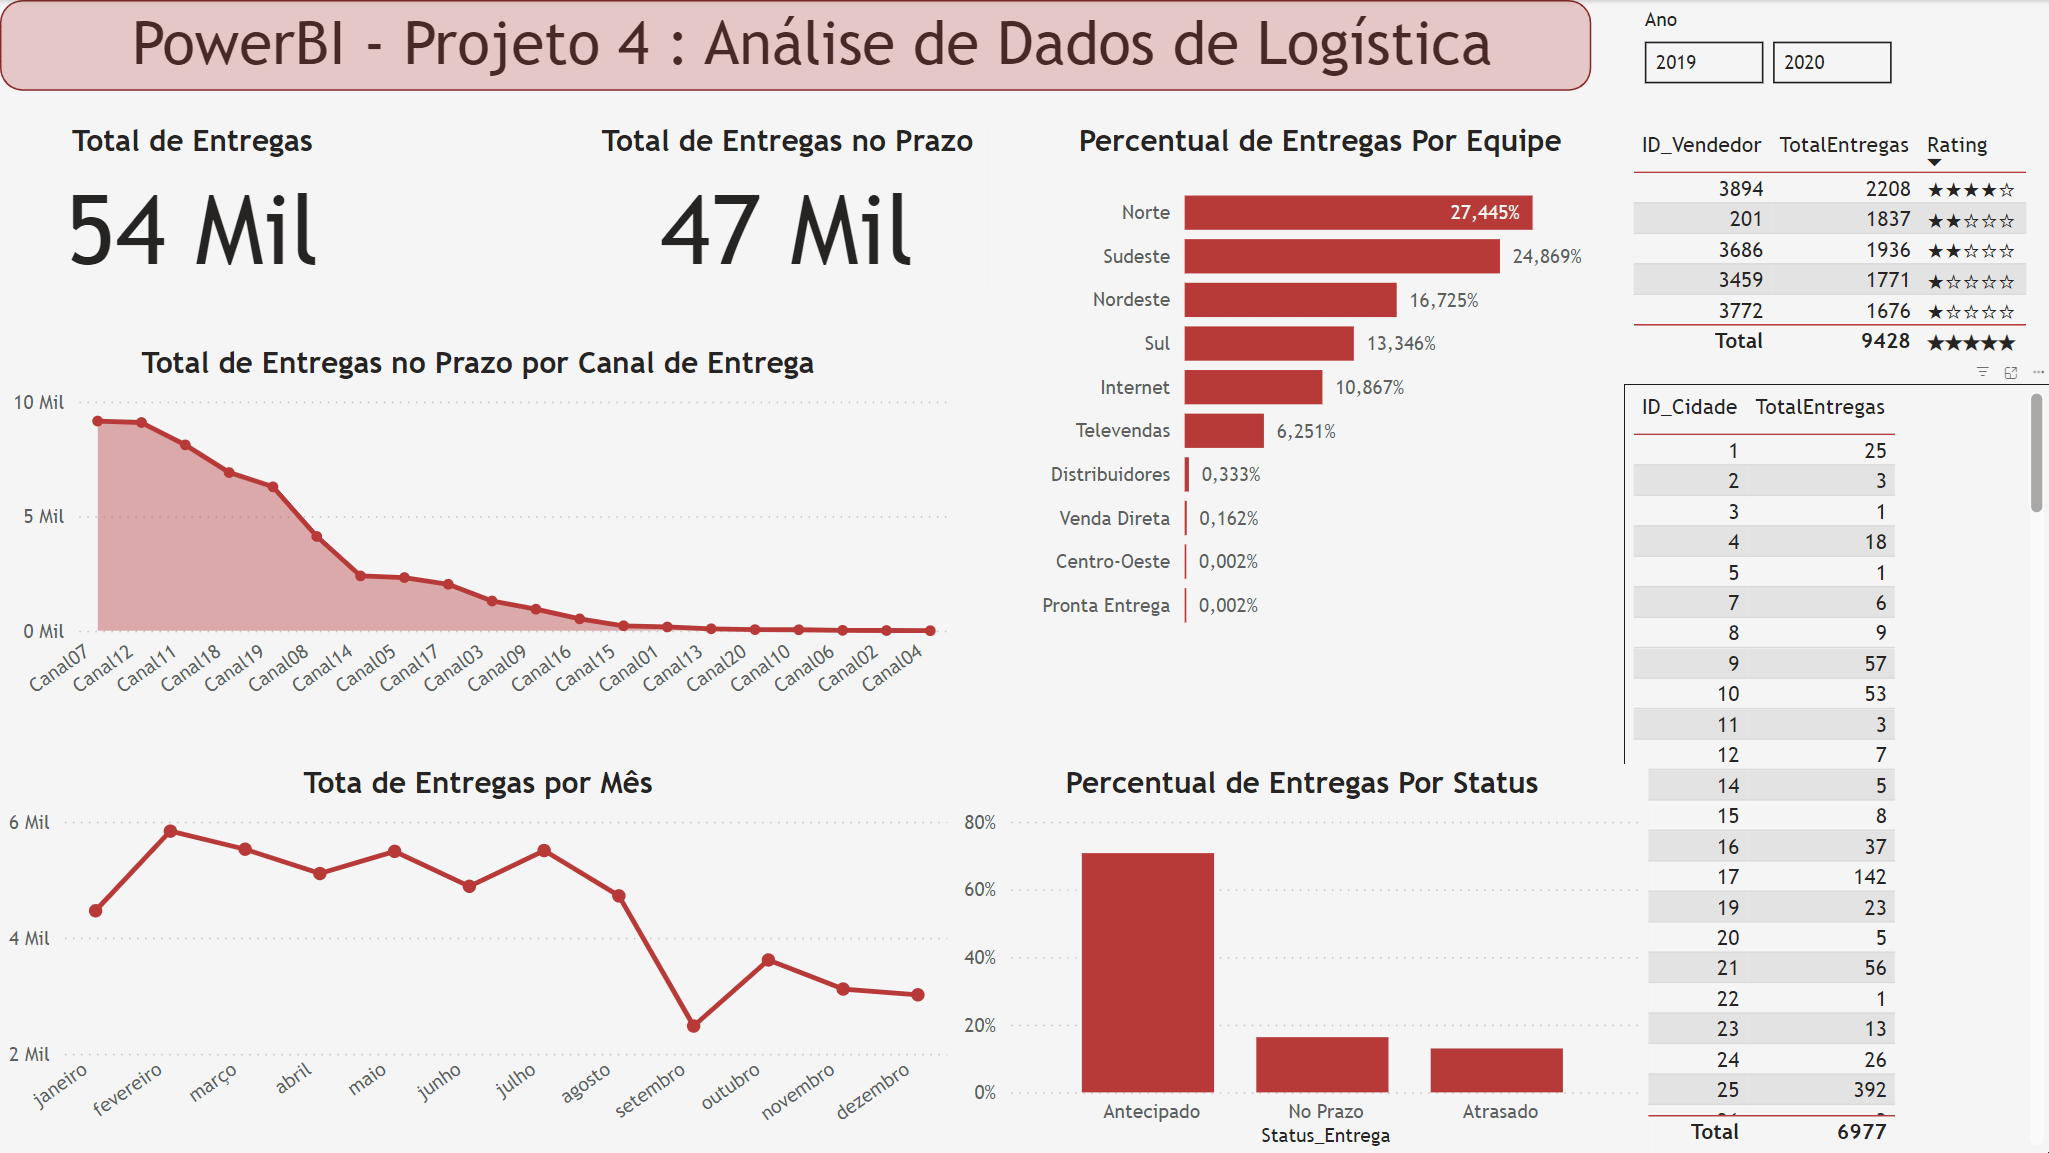 PowerBI - Projeto 4 : Análise de Dados de Logística
Ano
2019
2020
Total de Entregas
54 Mil
Total de Entregas no Prazo
47 Mil
Total de Entregas no Prazo por Canal de Entrega
10 Mil
5 Mil
0 Mil
Canal07
Canal12
Canal11
Canal18
Canal19
Canal08
Canal14
Canal05
Canal17
Canal03
Canal09
Canal16
Canal15
Canal01
Canal13
Canal20
Canal10
Canal06
Canal02
Canal04
Percentual de Entregas Por Equipe
Norte 27,445%
Sudeste 24,869%
Nordeste 16,725%
Sul 13,346%
Internet 10,867%
Televendas 6,251%
Distribuidores 0,333%
Venda Direta 0,162%
Centro-Oeste 0,002%
Pronta Entrega 0,002%
ID_Vendedor TotalEntregas Rating
3894 2208 ★★★★☆
201 1837 ★★☆☆☆
3686 1936 ★★☆☆☆
3459 1771 ★☆☆☆☆
3772 1676 ★☆☆☆☆
Total 9428 ★★★★★
Tota de Entregas por Mês
6 Mil
4 Mil
2 Mil
janeiro
fevereiro
março
abril
maio
junho
julho
agosto
setembro
outubro
novembro
dezembro
Percentual de Entregas Por Status
80%
60%
40%
20%
0%
Antecipado
No Prazo
Atrasado
Status_Entrega
ID_Cidade TotalEntregas
1 25
2 3
3 1
4 18
5 1
7 6
8 9
9 57
10 53
11 3
12 7
14 5
15 8
16 37
17 142
19 23
20 5
21 56
22 1
23 13
24 26
25 392
Total 6977